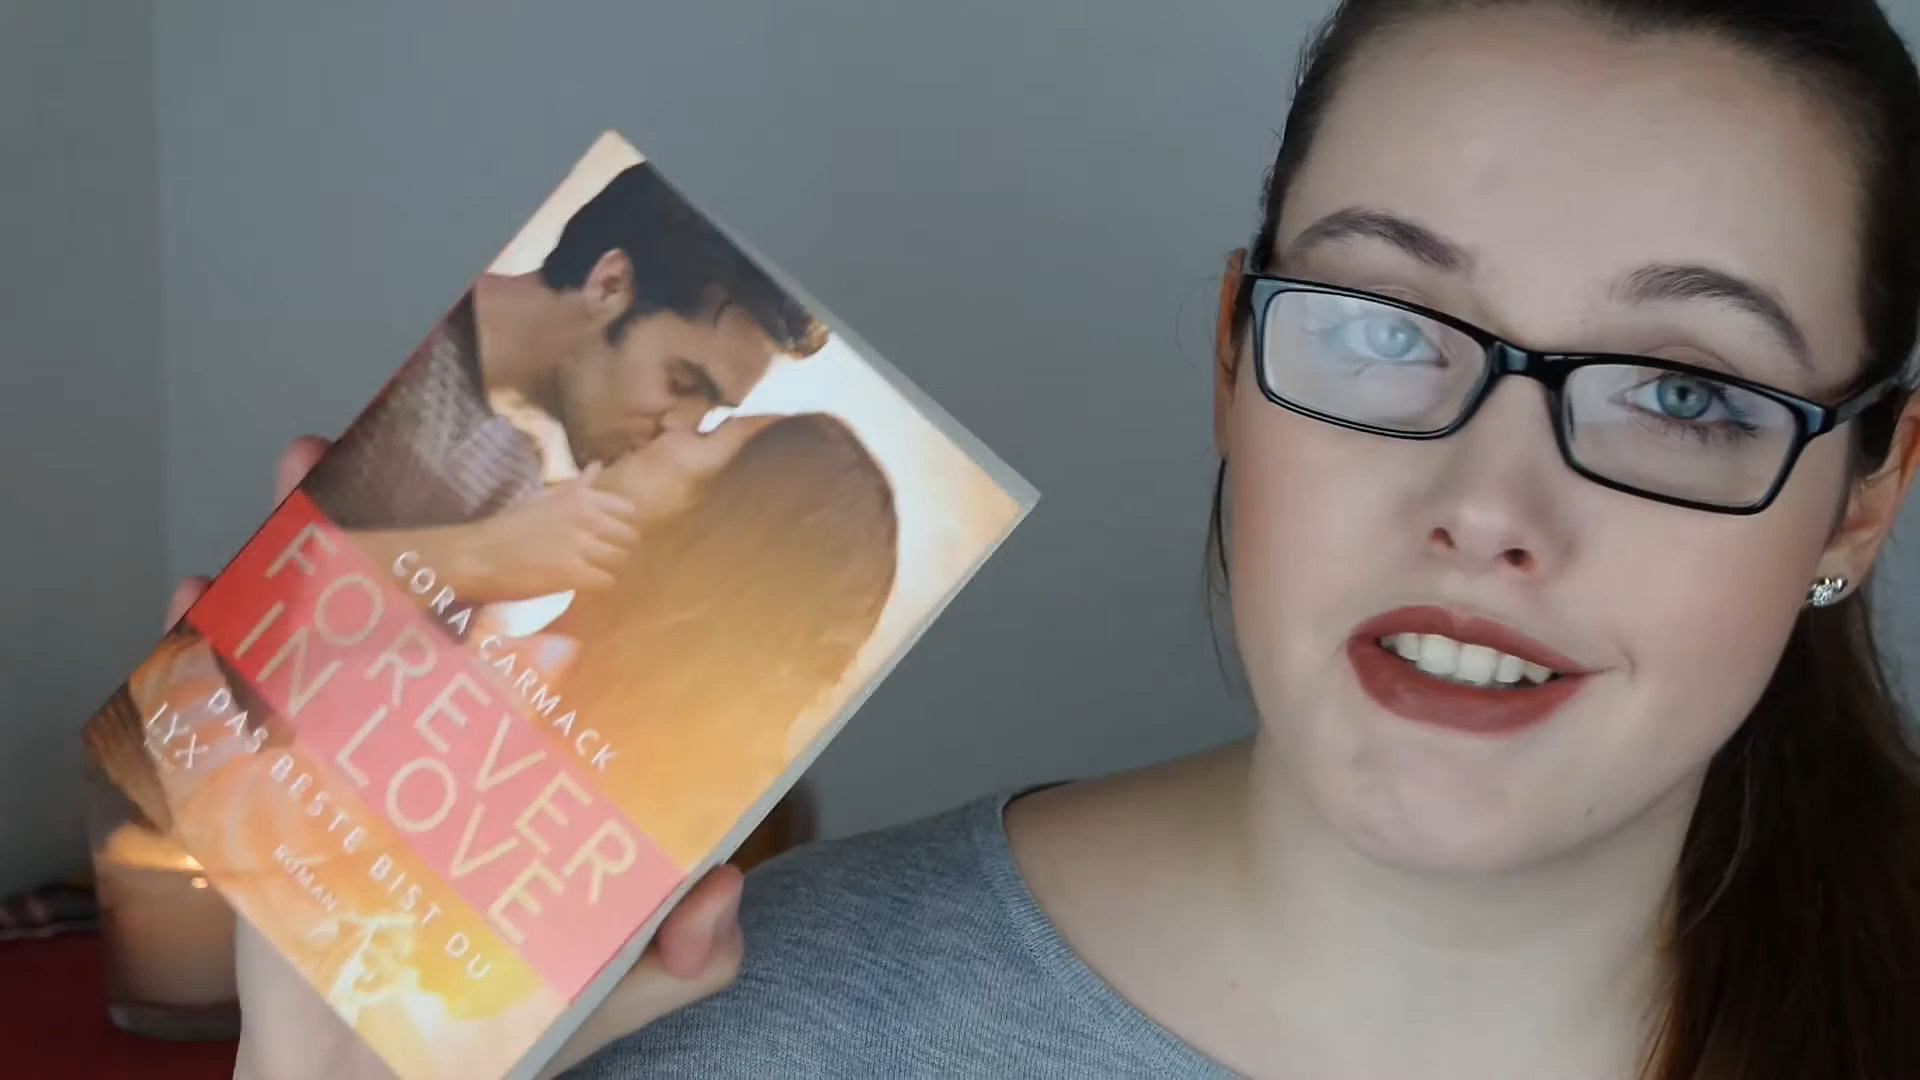 CORA CARMACK
FOREVER
IN LOVE
DAS BESTE BIST DU
LYX
ROMAN